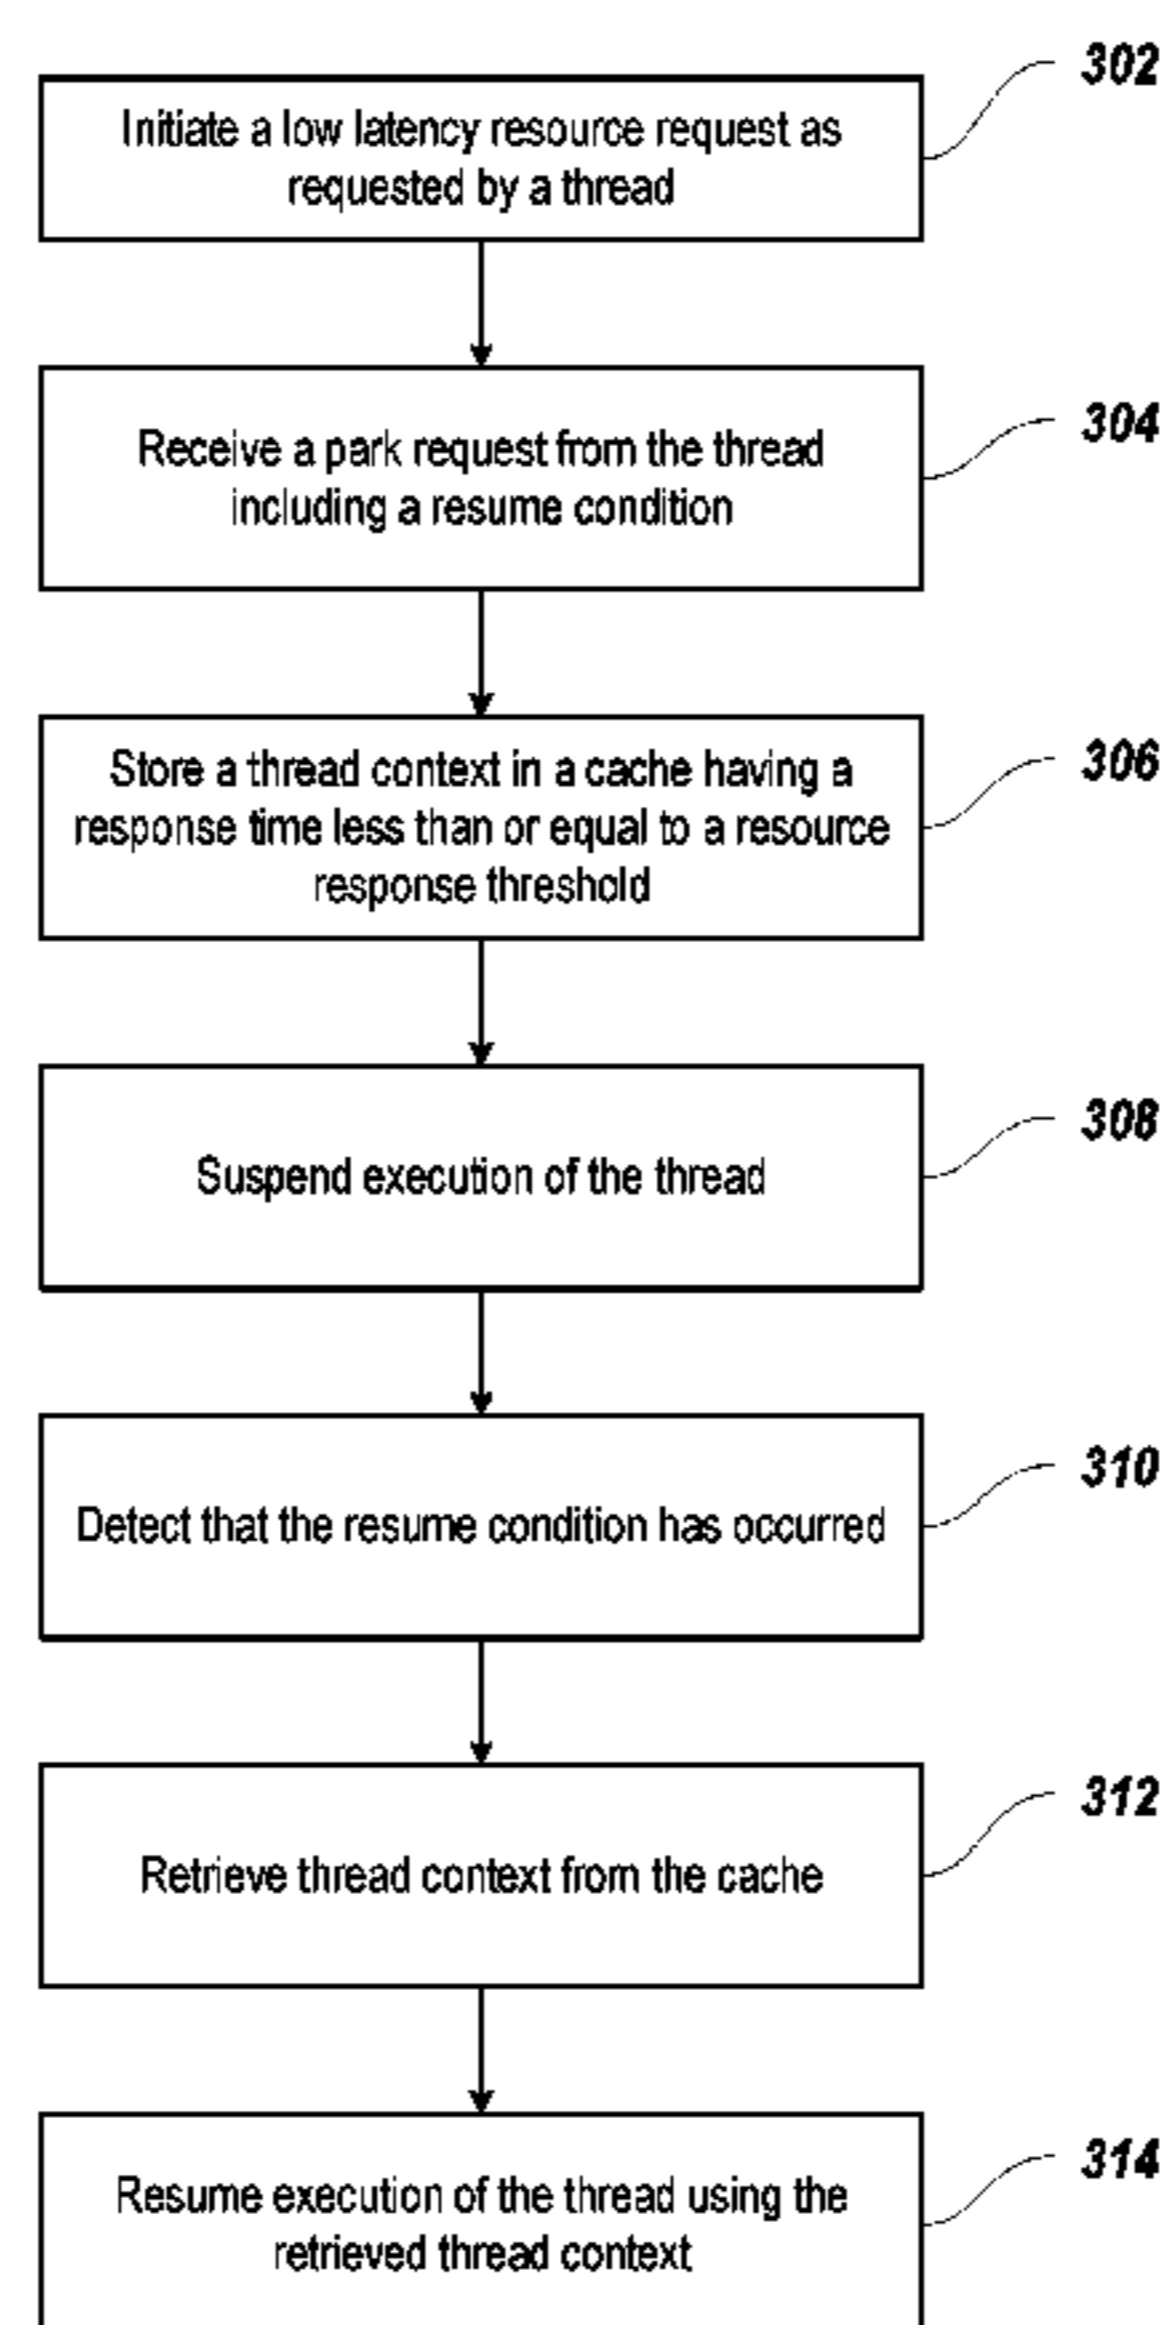 302
Initiate a low latency resource request as
requested by a thread
304
Receive a park request from the thread
including a resume condition
306
Store a thread context in a cache having a
response time less than or equal to a resource
response threshold
308
Suspend execution of the thread
310
Detect that the resume condition has occurred
312
Retrieve thread context from the cache
314
Resume execution of the thread using the
retrieved thread context